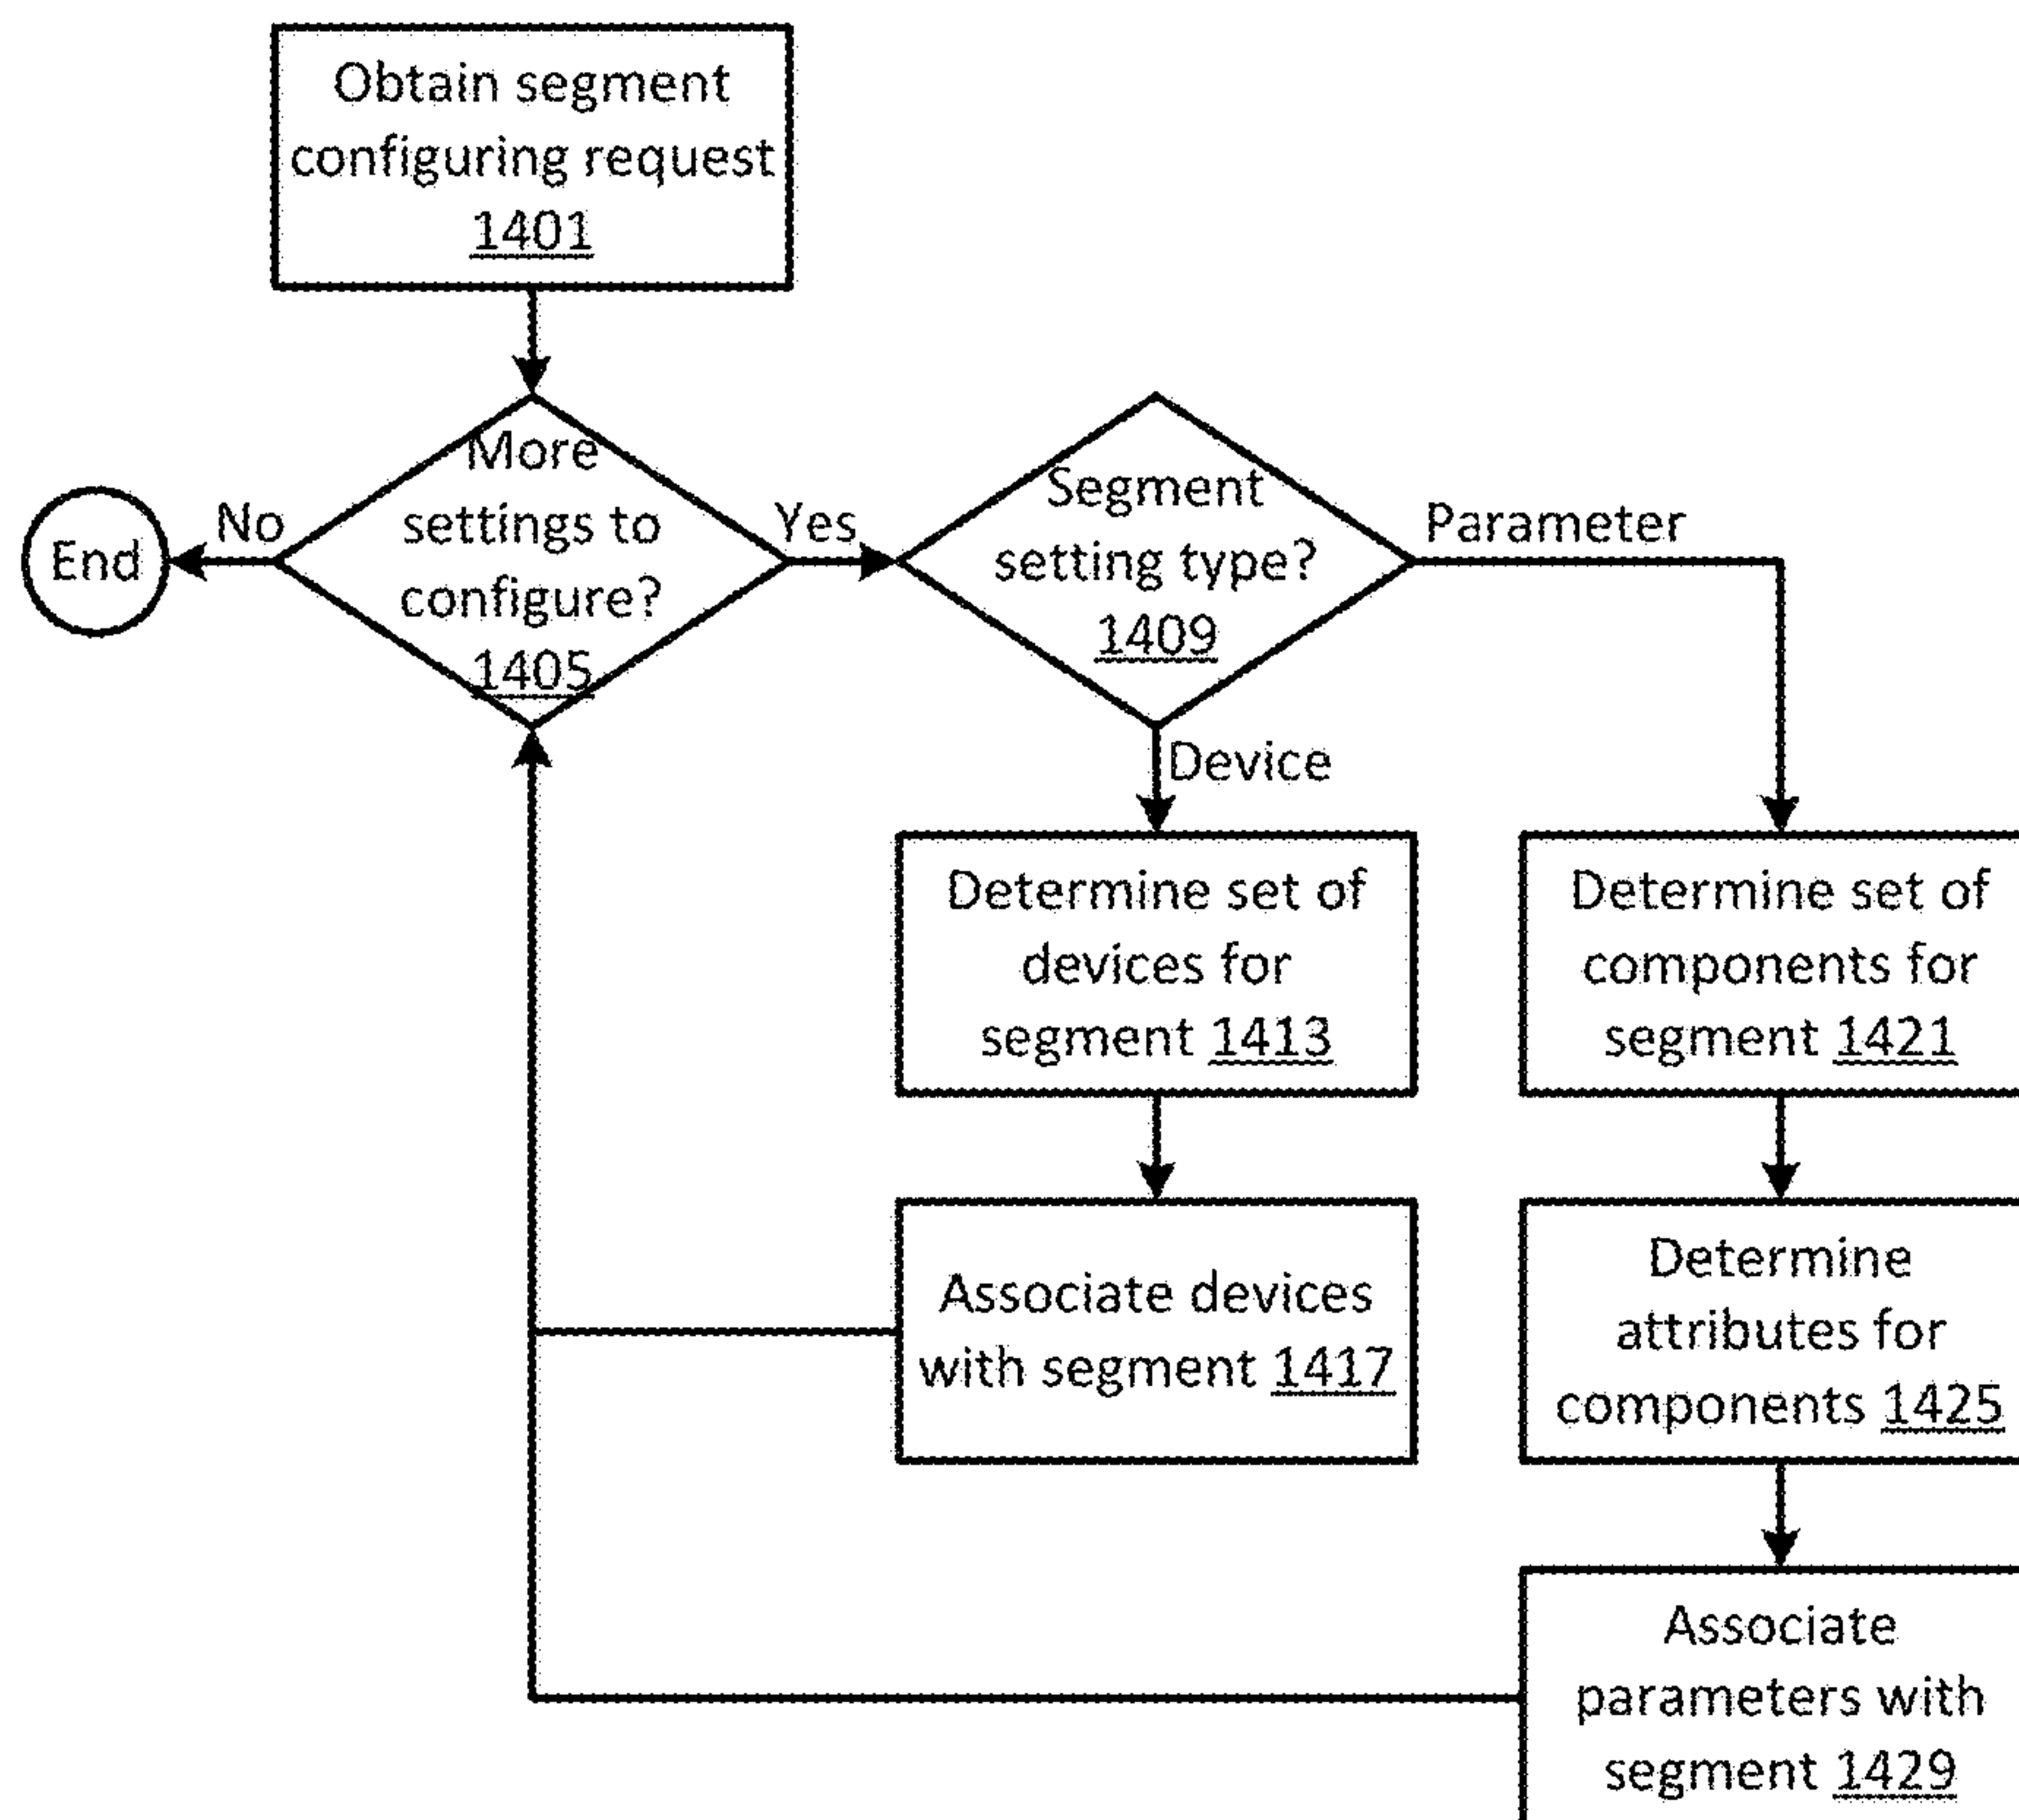 Obtain segment
configuring request
1401
More
settings to
configure?
1405
No
End
Yes
Segment
setting type?
1409
Parameter
Device
Determine set of
devices for
segment 1413
Determine set of
components for
segment 1421
Associate devices
with segment 1417
Determine
attributes for
components 1425
Associate
parameters with
segment 1429